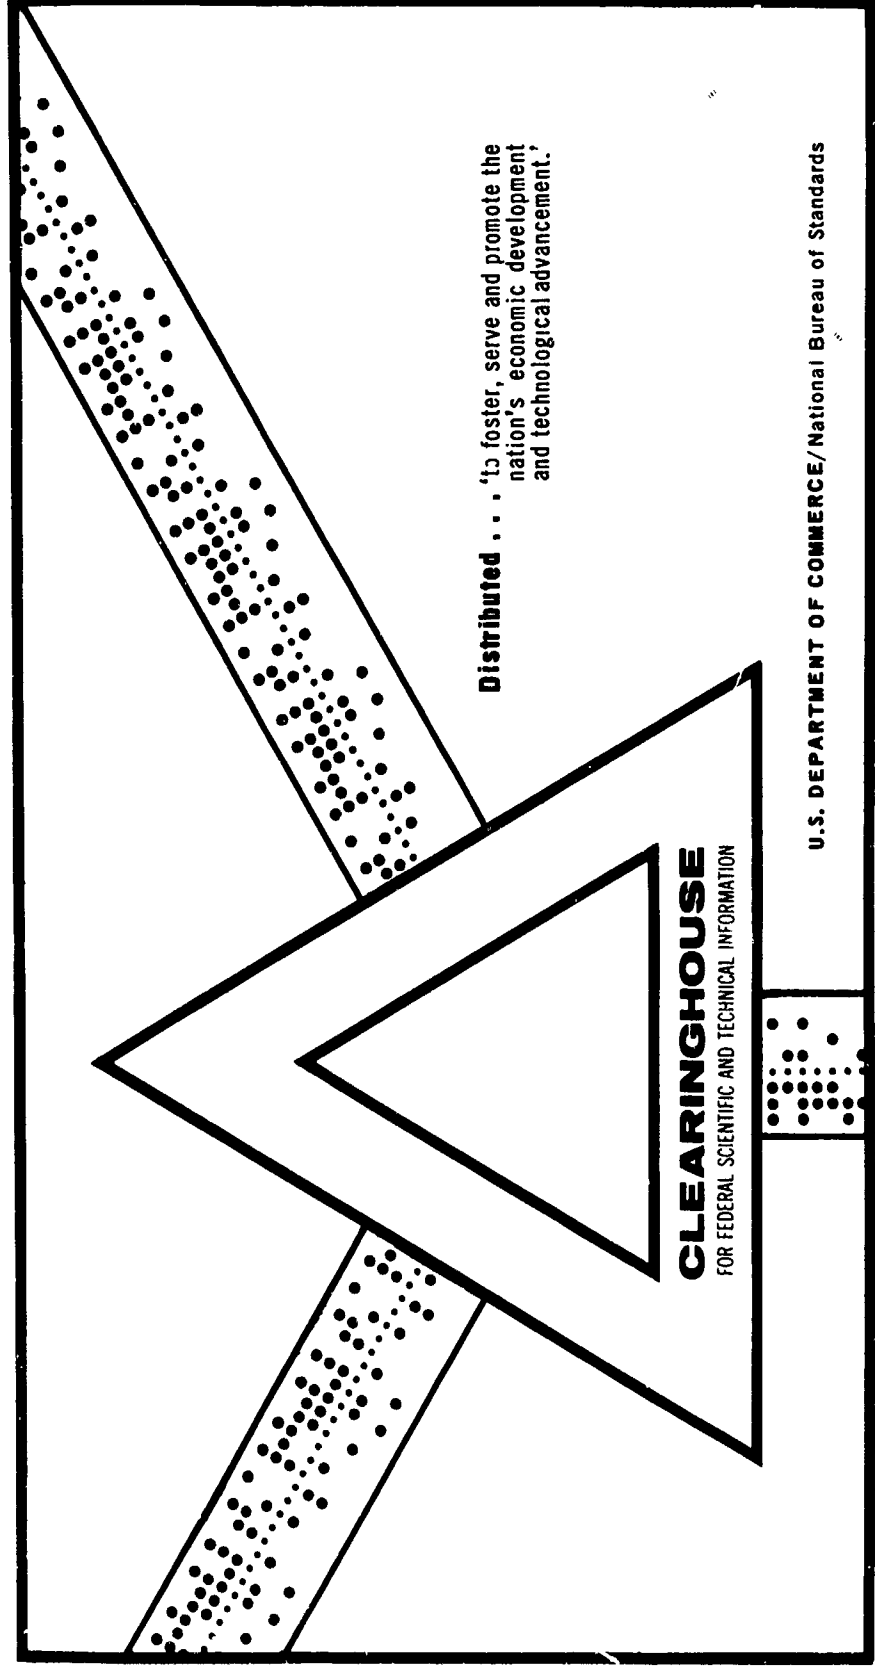 Distributed . . . 'to foster, serve and promote the
nation's economic development
and technological advancement.'
CLEARINGHOUSE
FOR FEDERAL SCIENTIFIC AND TECHNICAL INFORMATION
U.S. DEPARTMENT OF COMMERCE/National Bureau of Standards